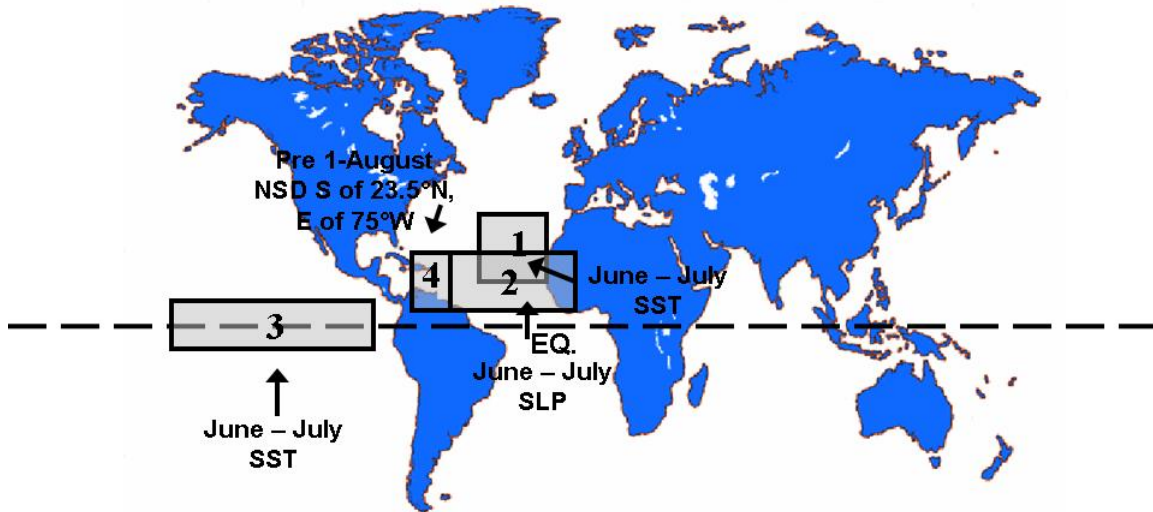 Pre 1-August
NSD S of 23.5°N,
E of 75°W
1
4
2
June – July
SST
3
EQ.
June – July
SLP
June – July
SST